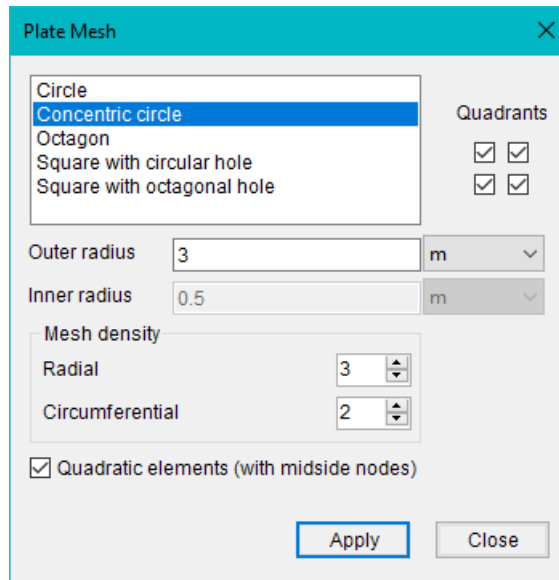 Plate Mesh
Circle
Concentric circle
Octagon
Square with circular hole
Square with octagonal hole
Quadrants
Outer radius 3 m
Inner radius 0.5 m
Mesh density
Radial 3
Circumferential 2
Quadratic elements (with midside nodes)
Apply Close